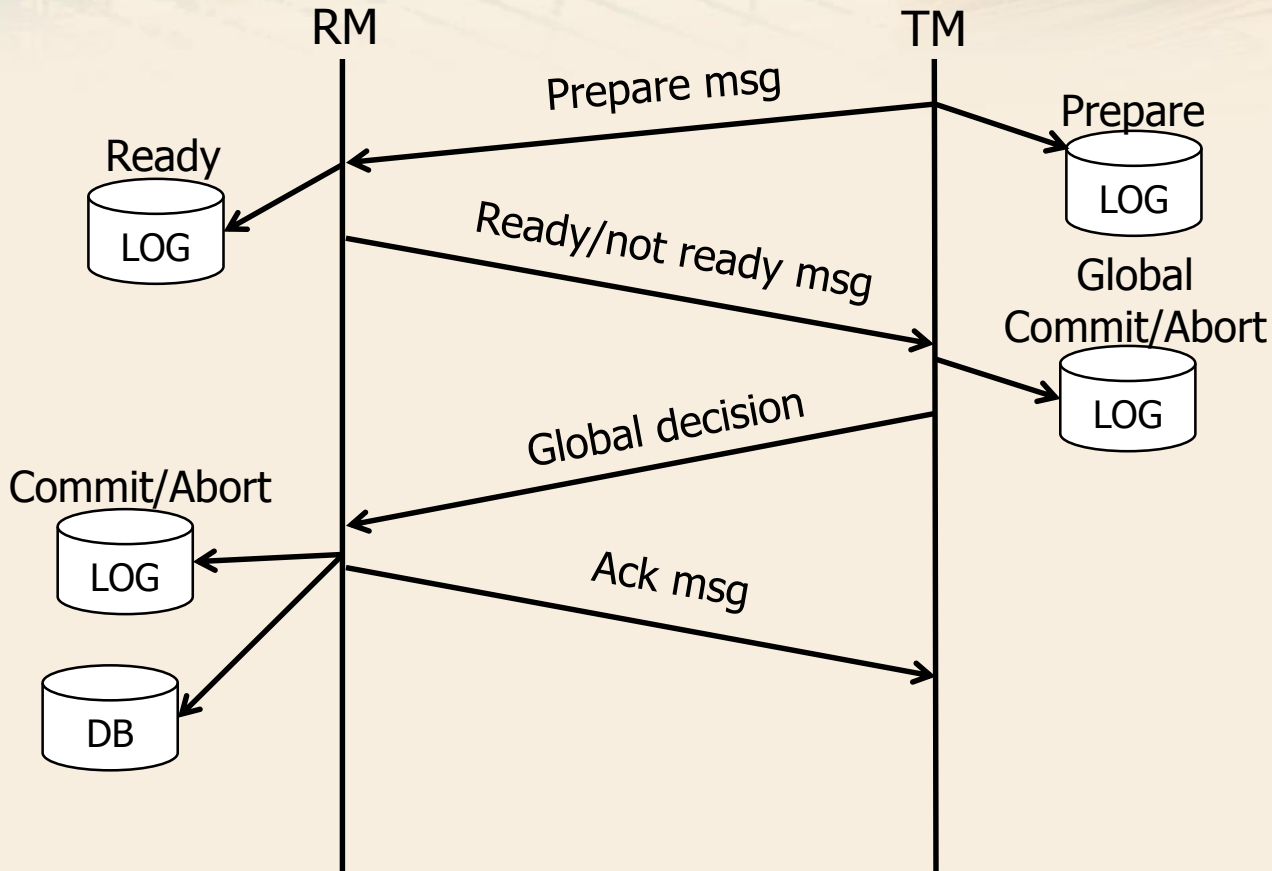 RM
TM
Prepare msg
Prepare
LOG
Ready
LOG
Ready/not ready msg
Global
Commit/Abort
LOG
Global decision
Commit/Abort
LOG
Ack msg
DB